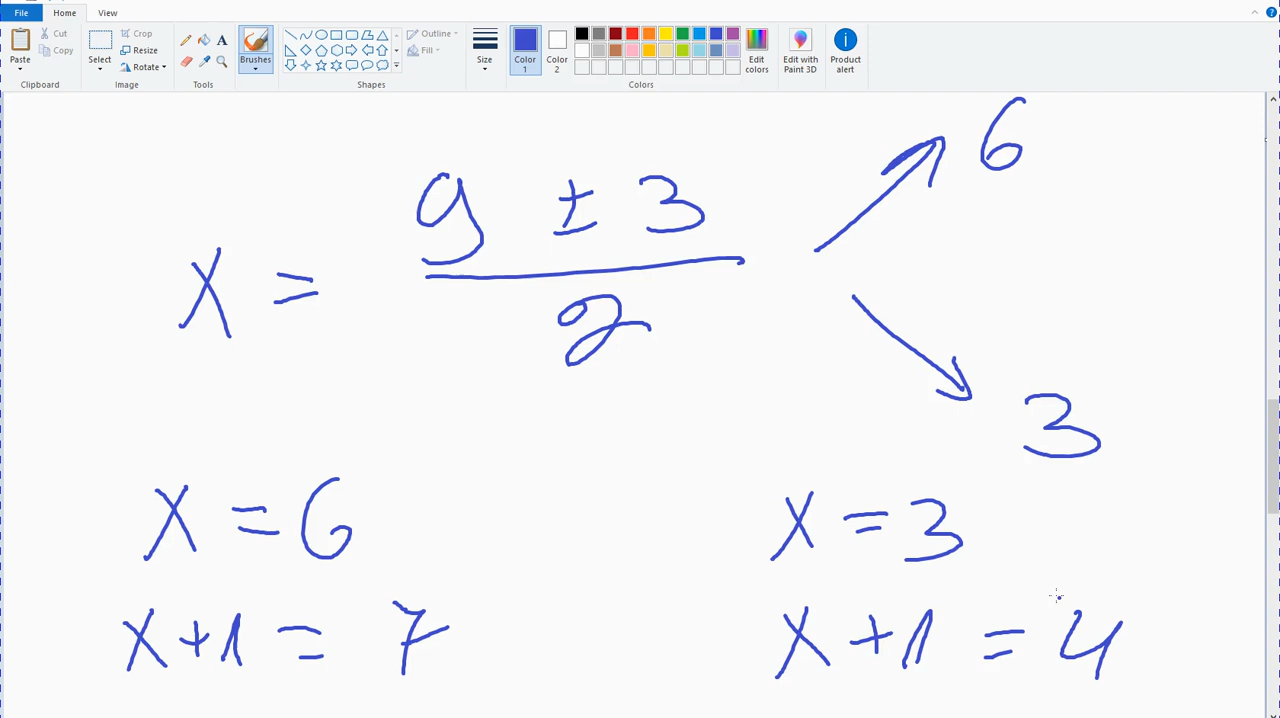 File Home View
Paste Cut Copy Select Crop Resize Rotate A Brushes Outline Fill Size Color 1 Color 2 Edit colors Edit with Paint 3D Product alert
Clipboard Image Tools Shapes Colors
6
9 ± 3
x =
2
3
x = 6 x = 3
x + 1 = 7 x + 1 = 4